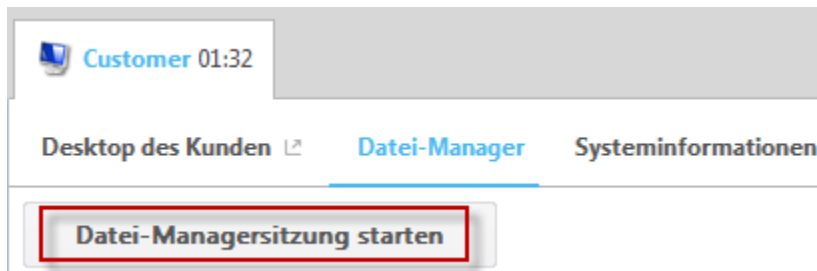 Customer 01:32
Desktop des Kunden Datei-Manager Systeminformationen
Datei-Managersitzung starten